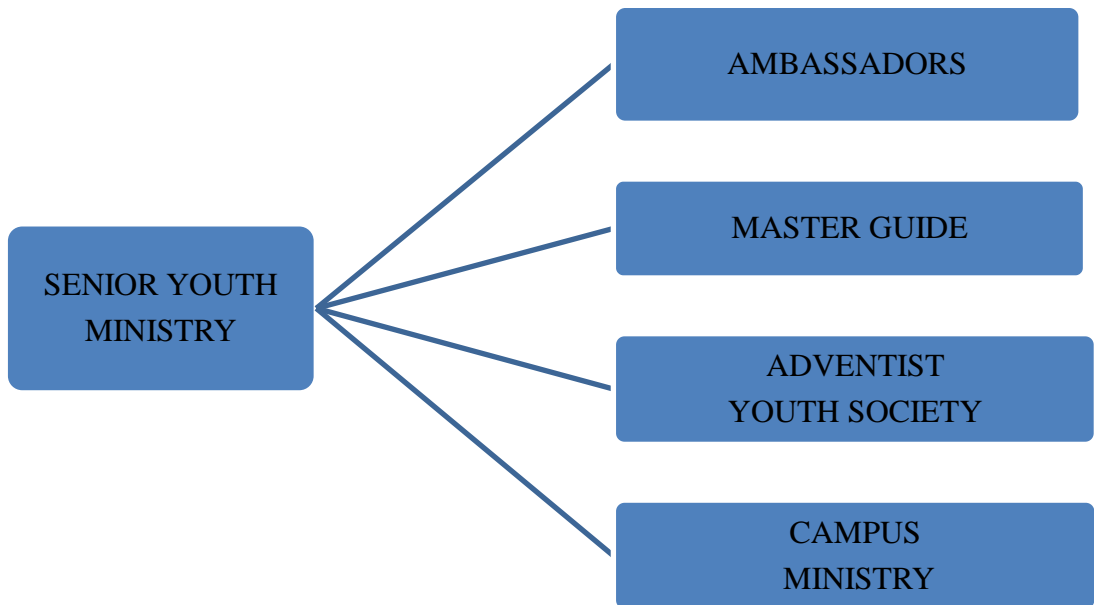 SENIOR YOUTH
MINISTRY
AMBASSADORS
MASTER GUIDE
ADVENTIST
YOUTH SOCIETY
CAMPUS
MINISTRY